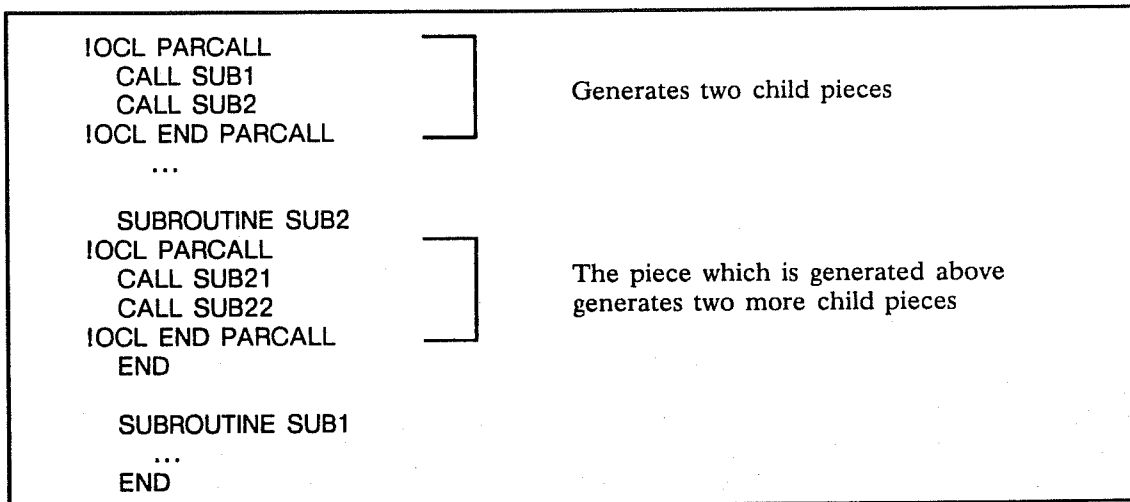 !OCL PARCALL
CALL SUB1
CALL SUB2
!OCL END PARCALL
Generates two child pieces
...
SUBROUTINE SUB2
!OCL PARCALL
CALL SUB21
CALL SUB22
!OCL END PARCALL
The piece which is generated above
generates two more child pieces
END
SUBROUTINE SUB1
...
END